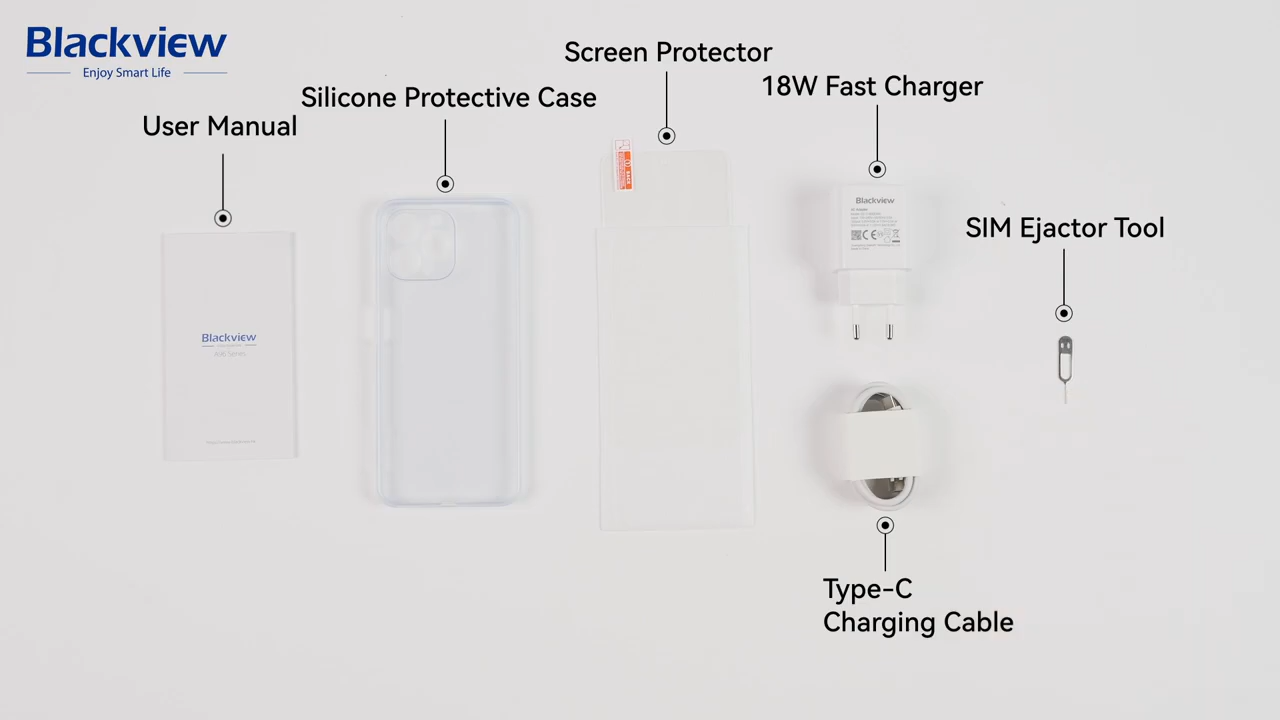 Blackview
Enjoy Smart Life
Screen Protector
18W Fast Charger
Silicone Protective Case
User Manual
SIM Ejactor Tool
Blackview
Blackview
Type-C
Charging Cable